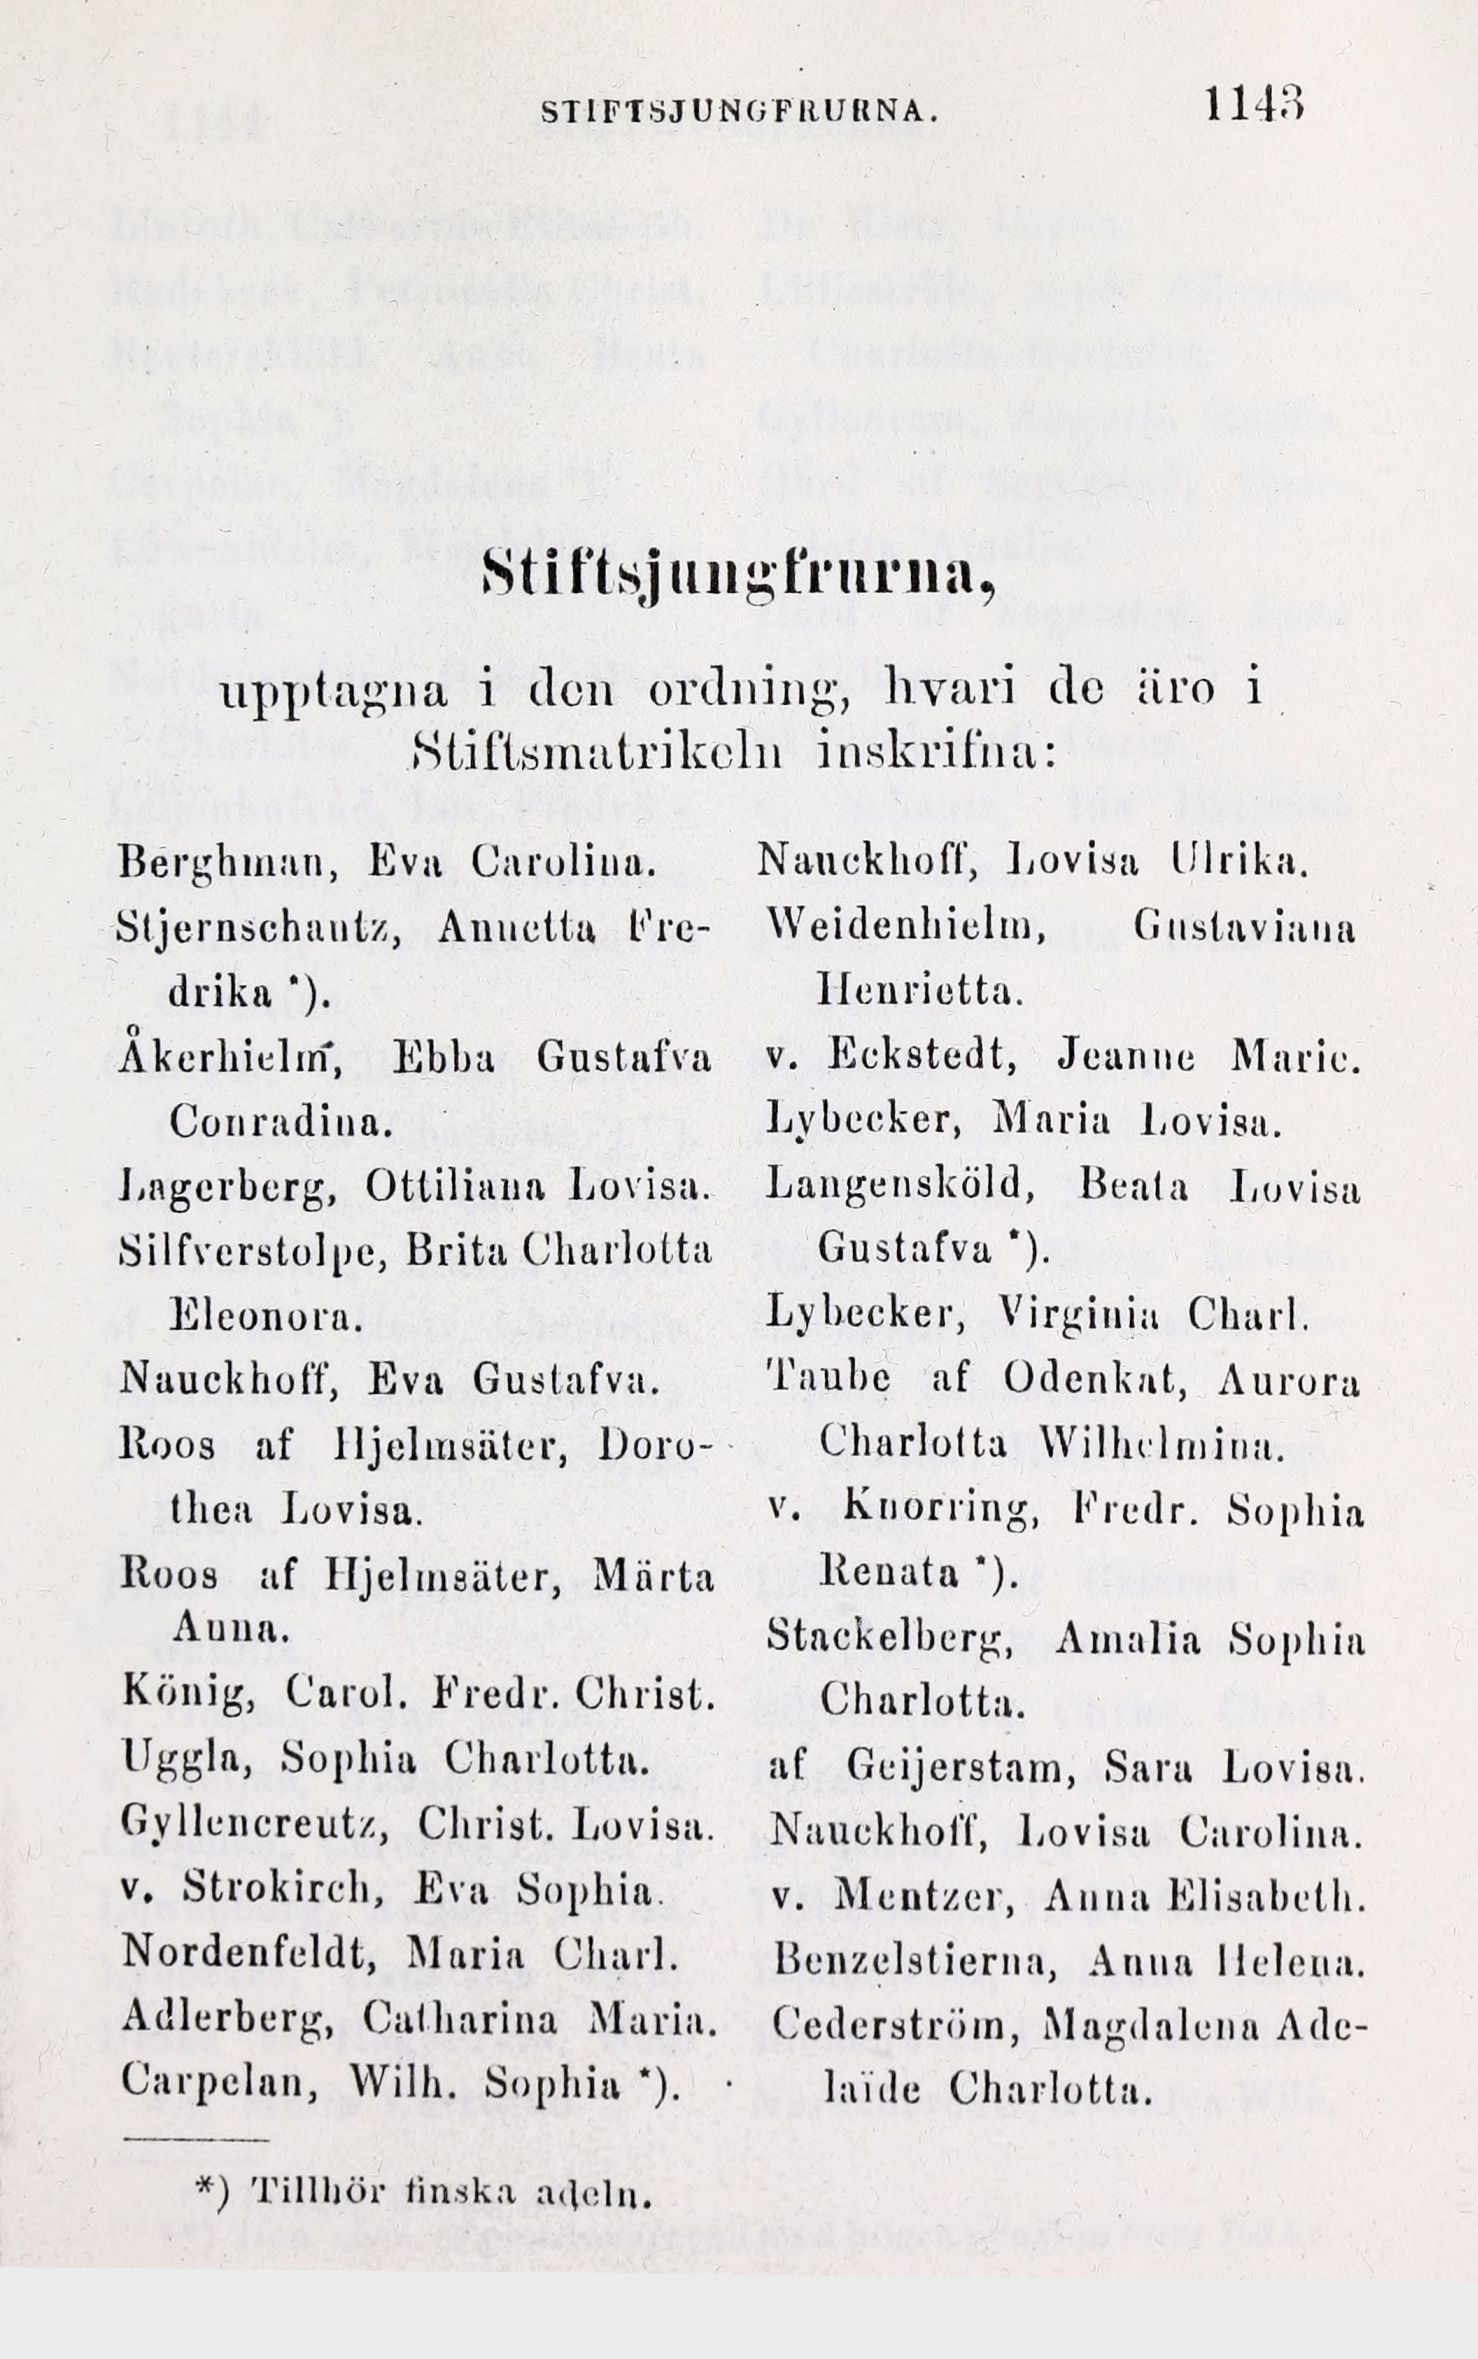 STIFTSJUNGFRURNA. 1143
Stiftsjungfrurna,
upptagna i den ordning, hvari de äro i
Stiftsmatrikeln inskrifna:
Berghman, Eva Carolina.
Stjernschantz, Annetta Fre-
drika *).
Åkerhielm, Ebba Gustafva
Conradina.
Lagerberg, Ottiliana Lovisa.
Silfverstolpe, Brita Charlotta
Eleonora.
Nauckhoff, Eva Gustafva.
Roos af Hjelmsäter, Doro-
thea Lovisa.
Roos af Hjelmsäter, Märta
Anna.
König, Carol. Fredr. Christ.
Uggla, Sophia Charlotta.
Gyllencreutz, Christ. Lovisa.
v. Strokirch, Eva Sophia.
Nordenfeldt, Maria Charl.
Adlerberg, Catharina Maria.
Carpelan, Wilh. Sophia *).
Nauckhoff, Lovisa Ulrika.
Weidenhielm, Gustaviana
Henrietta.
v. Eckstedt, Jeanne Marie.
Lybecker, Maria Lovisa.
Langensköld, Beata Lovisa
Gustafva *).
Lybecker, Virginia Charl.
Taube af Odenkat, Aurora
Charlotta Wilhelmina.
v. Knorring, Fredr. Sophia
Renata *).
Stackelberg, Amalia Sophia
Charlotta.
af Geijerstam, Sara Lovisa.
Nauckhoff, Lovisa Carolina.
v. Mentzer, Anna Elisabeth.
Benzelstierna, Anna Helena.
Cederström, Magdalena Ade-
laïde Charlotta.
*) Tillhör finska adeln.